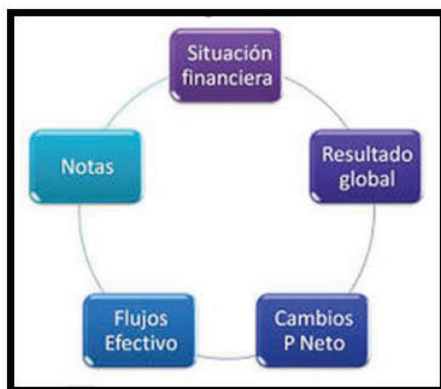 Situación
financiera
Resultado
global
Cambios
P Neto
Flujos
Efectivo
Notas